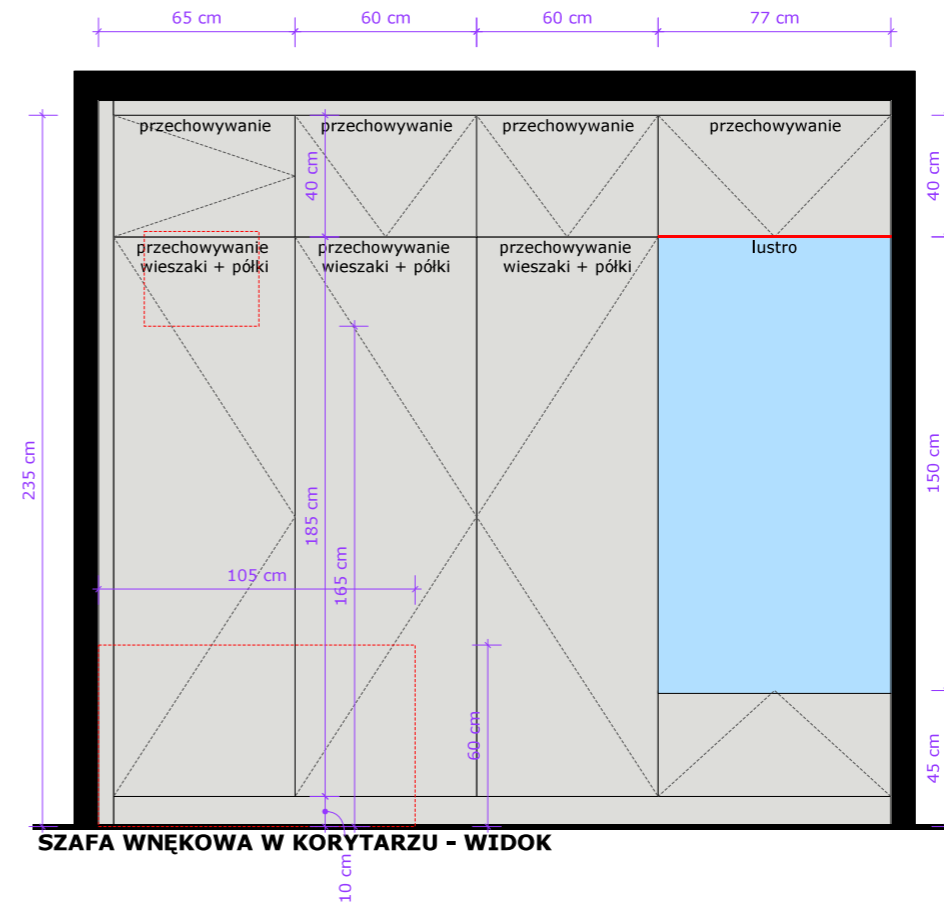 65 cm
60 cm
60 cm
77 cm
przechowywanie
przechowywanie
przechowywanie
przechowywanie
40 cm
40 cm
przechowywanie
wieszaki + półki
przechowywanie
wieszaki + półki
przechowywanie
wieszaki + półki
lustro
235 cm
185 cm
165 cm
150 cm
105 cm
60 cm
45 cm
SZAFA WNĘKOWA W KORYTARZU - WIDOK
10 cm